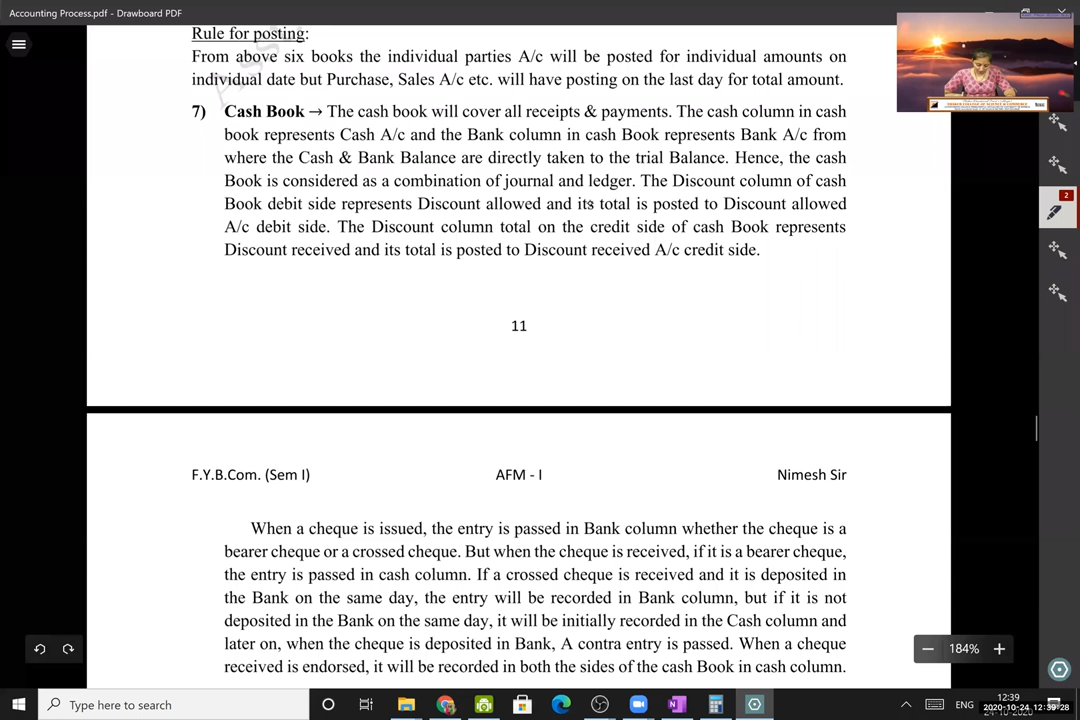 Accounting Process.pdf - Drawboard PDF
Rule for posting:
From above six books the individual parties A/c will be posted for individual amounts on
individual date but Purchase, Sales A/c etc. will have posting on the last day for total amount.
7) Cash Book → The cash book will cover all receipts & payments. The cash column in cash
book represents Cash A/c and the Bank column in cash Book represents Bank A/c from
where the Cash & Bank Balance are directly taken to the trial Balance. Hence, the cash
Book is considered as a combination of journal and ledger. The Discount column of cash
Book debit side represents Discount allowed and its total is posted to Discount allowed
A/c debit side. The Discount column total on the credit side of cash Book represents
Discount received and its total is posted to Discount received A/c credit side.
11
F.Y.B.Com. (Sem I) AFM - I Nimesh Sir
When a cheque is issued, the entry is passed in Bank column whether the cheque is a
bearer cheque or a crossed cheque. But when the cheque is received, if it is a bearer cheque,
the entry is passed in cash column. If a crossed cheque is received and it is deposited in
the Bank on the same day, the entry will be recorded in Bank column, but if it is not
deposited in the Bank on the same day, it will be initially recorded in the Cash column and
later on, when the cheque is deposited in Bank, A contra entry is passed. When a cheque
received is endorsed, it will be recorded in both the sides of the cash Book in cash column.
2
184%
Type here to search
ENG
12:39
2020-10-24 12:39:28